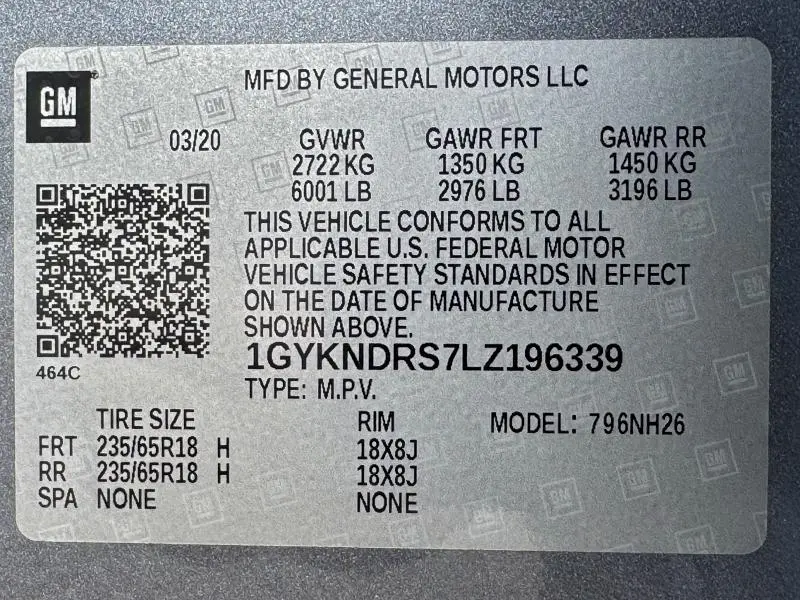 GM
MFD BY GENERAL MOTORS LLC
03/20 GVWR GAWR FRT GAWR RR
2722 KG 1350 KG 1450 KG
6001 LB 2976 LB 3196 LB
THIS VEHICLE CONFORMS TO ALL
APPLICABLE U.S. FEDERAL MOTOR
VEHICLE SAFETY STANDARDS IN EFFECT
ON THE DATE OF MANUFACTURE
SHOWN ABOVE.
1GYKNDRS7LZ196339
464C
TYPE: M.P.V.
TIRE SIZE RIM MODEL: 796NH26
FRT 235/65R18 H 18X8J
RR 235/65R18 H 18X8J
SPA NONE NONE